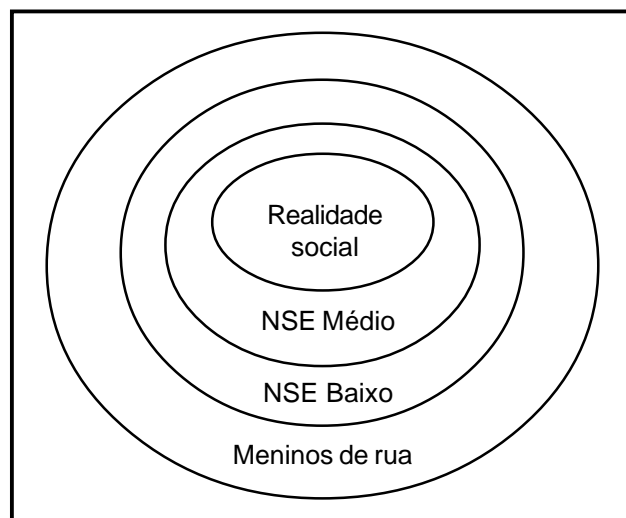 Realidade
social
NSE Médio
NSE Baixo
Meninos de rua